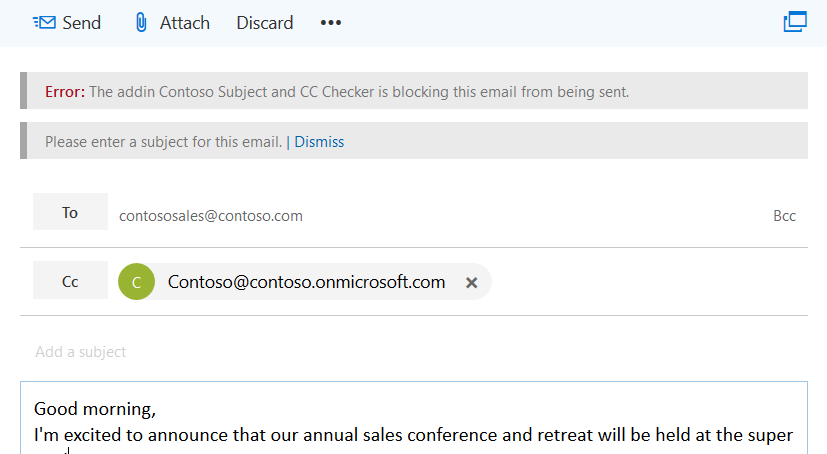 Send Attach Discard •••
Error: The addin Contoso Subject and CC Checker is blocking this email from being sent.
Please enter a subject for this email. | Dismiss
To contososales@contoso.com Bcc
Cc C Contoso@contoso.onmicrosoft.com ×
Add a subject
Good morning,
I'm excited to announce that our annual sales conference and retreat will be held at the super